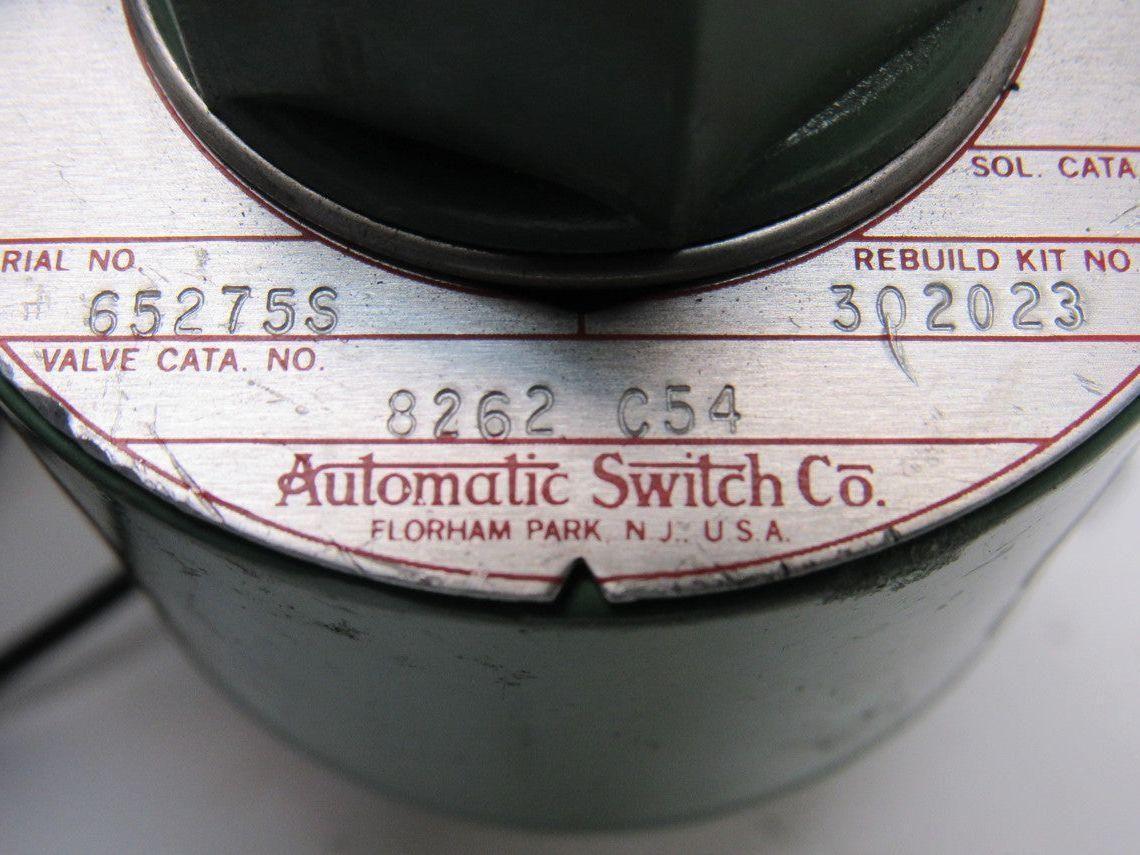 SOL. CATA
RIAL NO.
REBUILD KIT NO.
65275S
302023
VALVE CATA. NO.
8262 C54
Automatic Switch Co.
FLORHAM PARK, N.J., U.S.A.